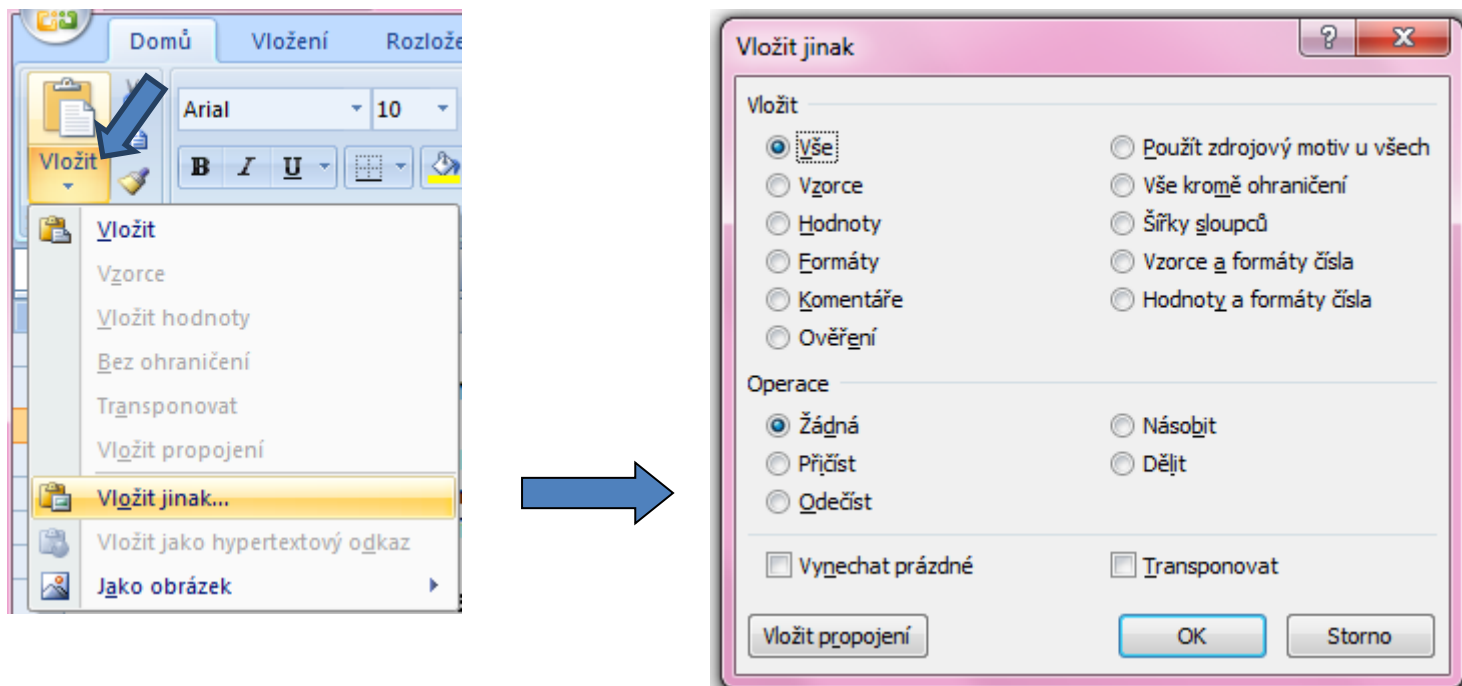 Domů Vložení Rozlože
Arial 10
Vložit
B I U
Vložit
Vzorce
Vložit hodnoty
Bez ohraničení
Transponovat
Vložit propojení
Vložit jinak...
Vložit jako hypertextový odkaz
Jako obrázek
Vložit jinak
?
Vložit
Vše Použít zdrojový motiv u všech
Vzorce Vše kromě ohraničení
Hodnoty Šířky sloupců
Formáty Vzorce a formáty čísla
Komentáře Hodnoty a formáty čísla
Ověření
Operace
Žádná Násobit
Přičíst Dělit
Odečíst
Vynechat prázdné Transponovat
Vložit propojení OK Storno